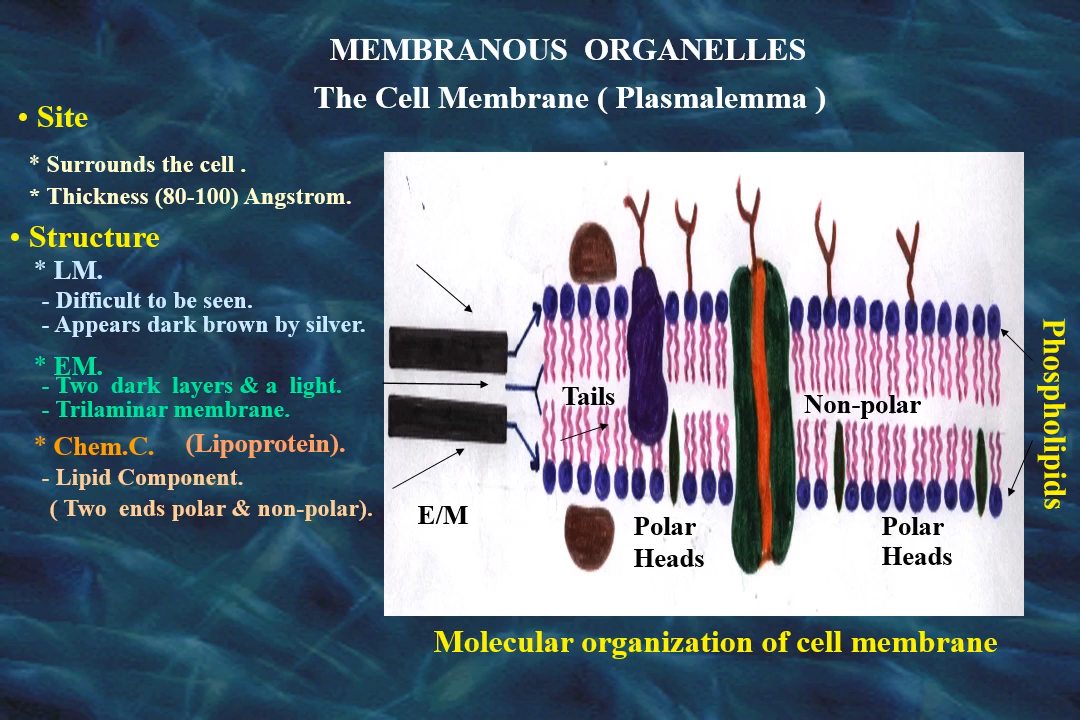 MEMBRANOUS ORGANELLES
The Cell Membrane ( Plasmalemma )
• Site
* Surrounds the cell .
* Thickness (80-100) Angstrom.
• Structure
* LM.
- Difficult to be seen.
- Appears dark brown by silver.
* EM.
- Two dark layers & a light.
- Trilaminar membrane.
* Chem.C. (Lipoprotein).
- Lipid Component.
( Two ends polar & non-polar).
Tails
Non-polar
E/M
Polar
Heads
Polar
Heads
Phospholipids
Molecular organization of cell membrane